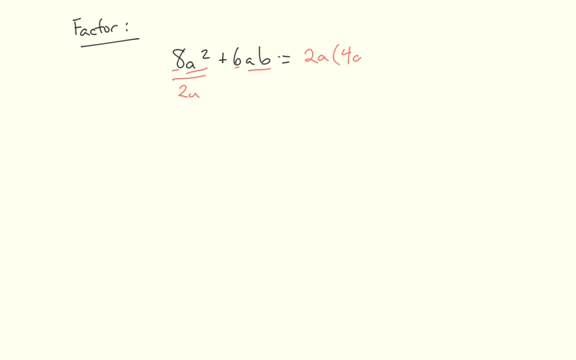 Factor:
8a² + 6ab = 2a(4a
2a